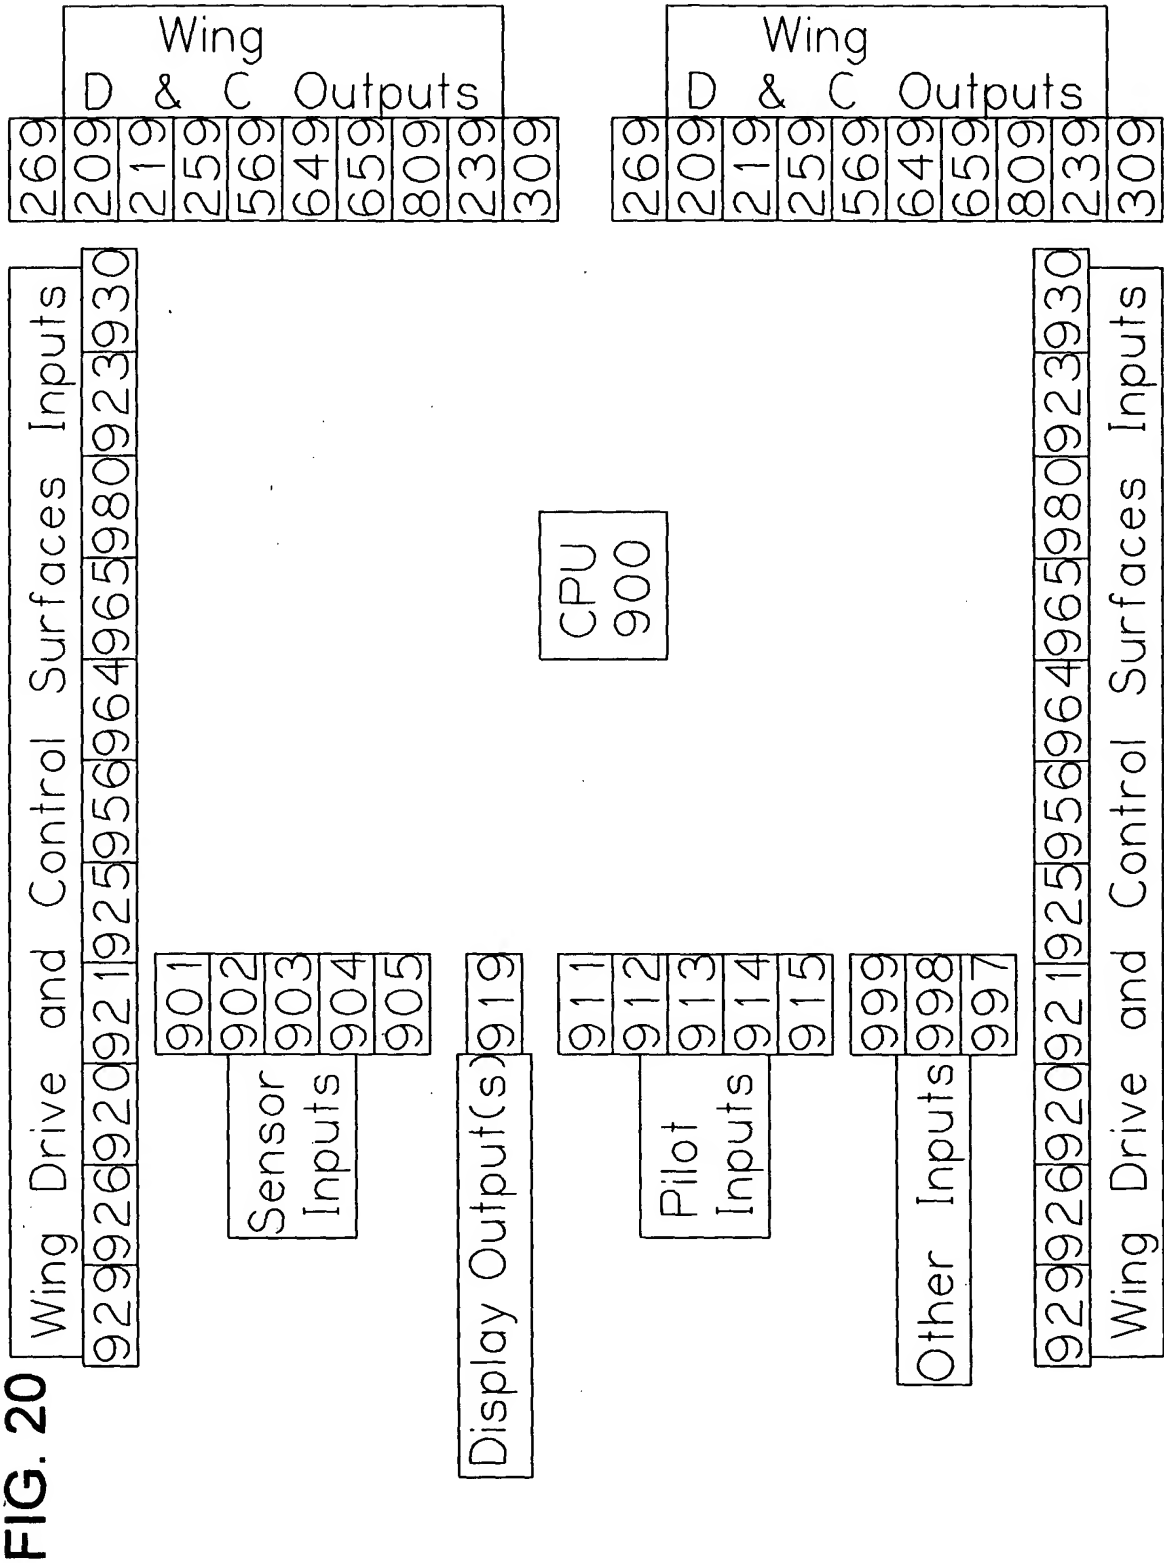 FIG. 20
Wing Drive and Control Surfaces Inputs
929 926 920 921 925 956 964 965 980 923 930
Wing
D & C Outputs
269
209
219
259
569
649
659
809
239
309
Sensor
Inputs
901
902
903
904
905
Display Output(s)
919
CPU
900
Pilot
Inputs
911
912
913
914
915
Other Inputs
999
998
997
Wing
D & C Outputs
269
209
219
259
569
649
659
809
239
309
929 926 920 921 925 956 964 965 980 923 930
Wing Drive and Control Surfaces Inputs